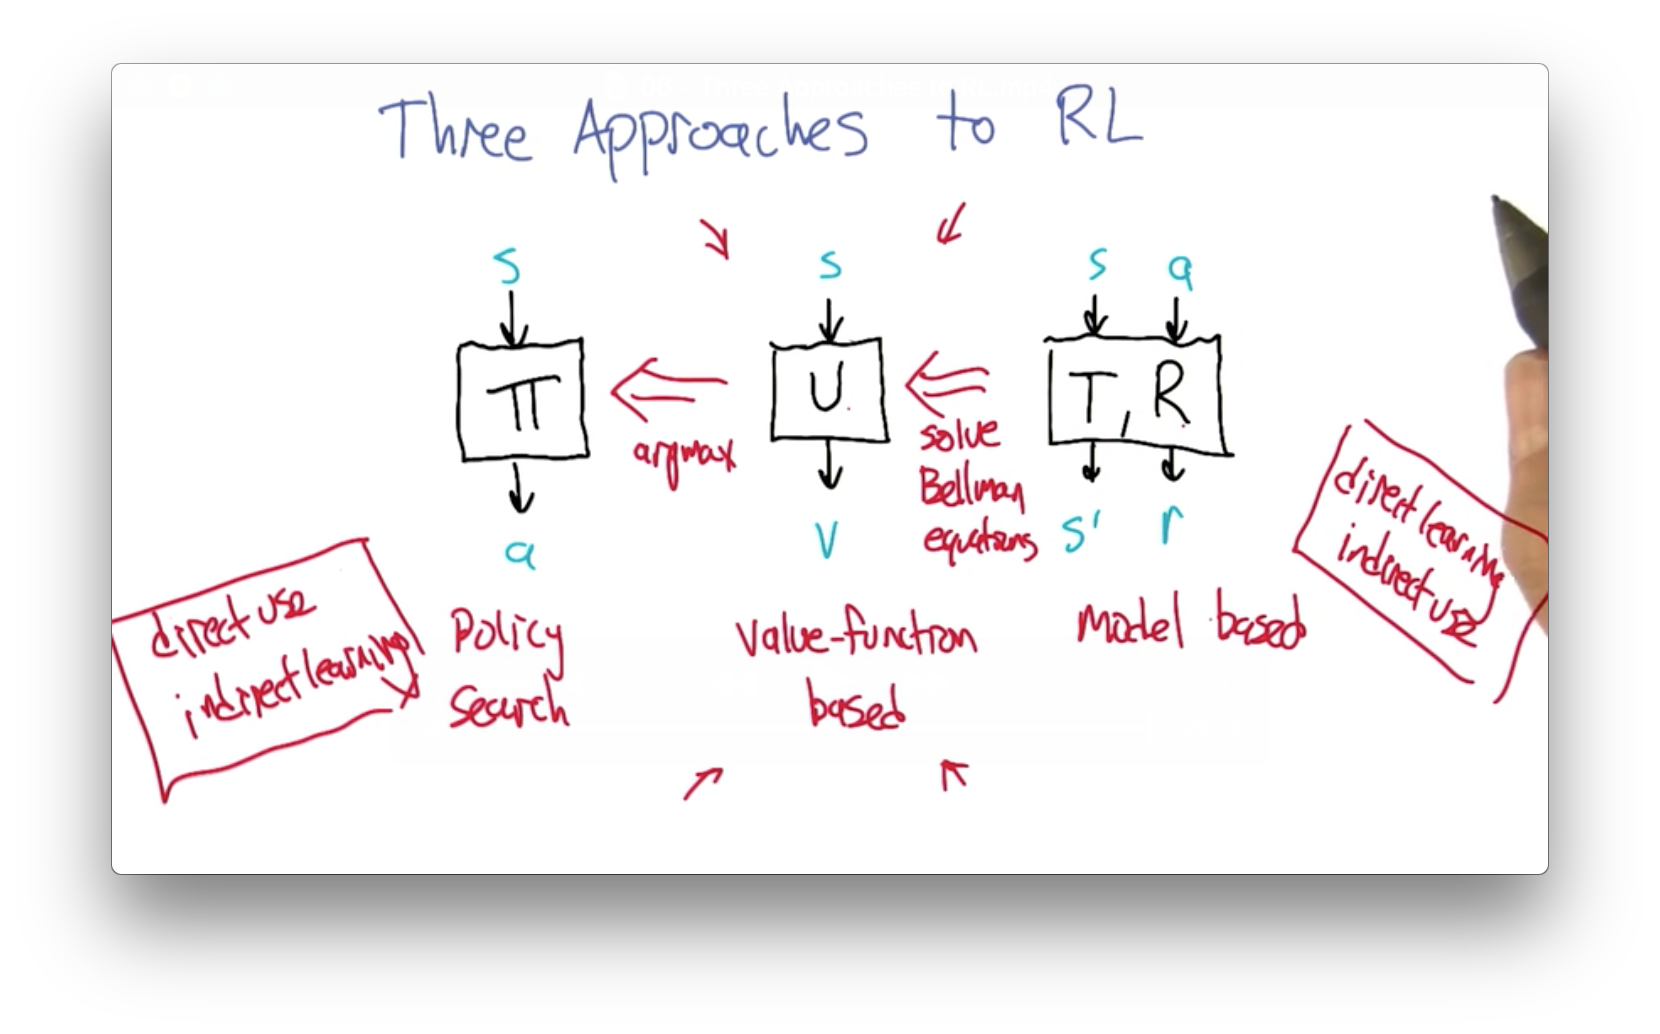 Three Approaches to RL
s
s
s a
π
U
T, R
argmax
solve
Bellman
equations
a
v
s' r
direct use
indirect learning
Policy
Search
Value-function
based
Model based
direct learning
indirect use